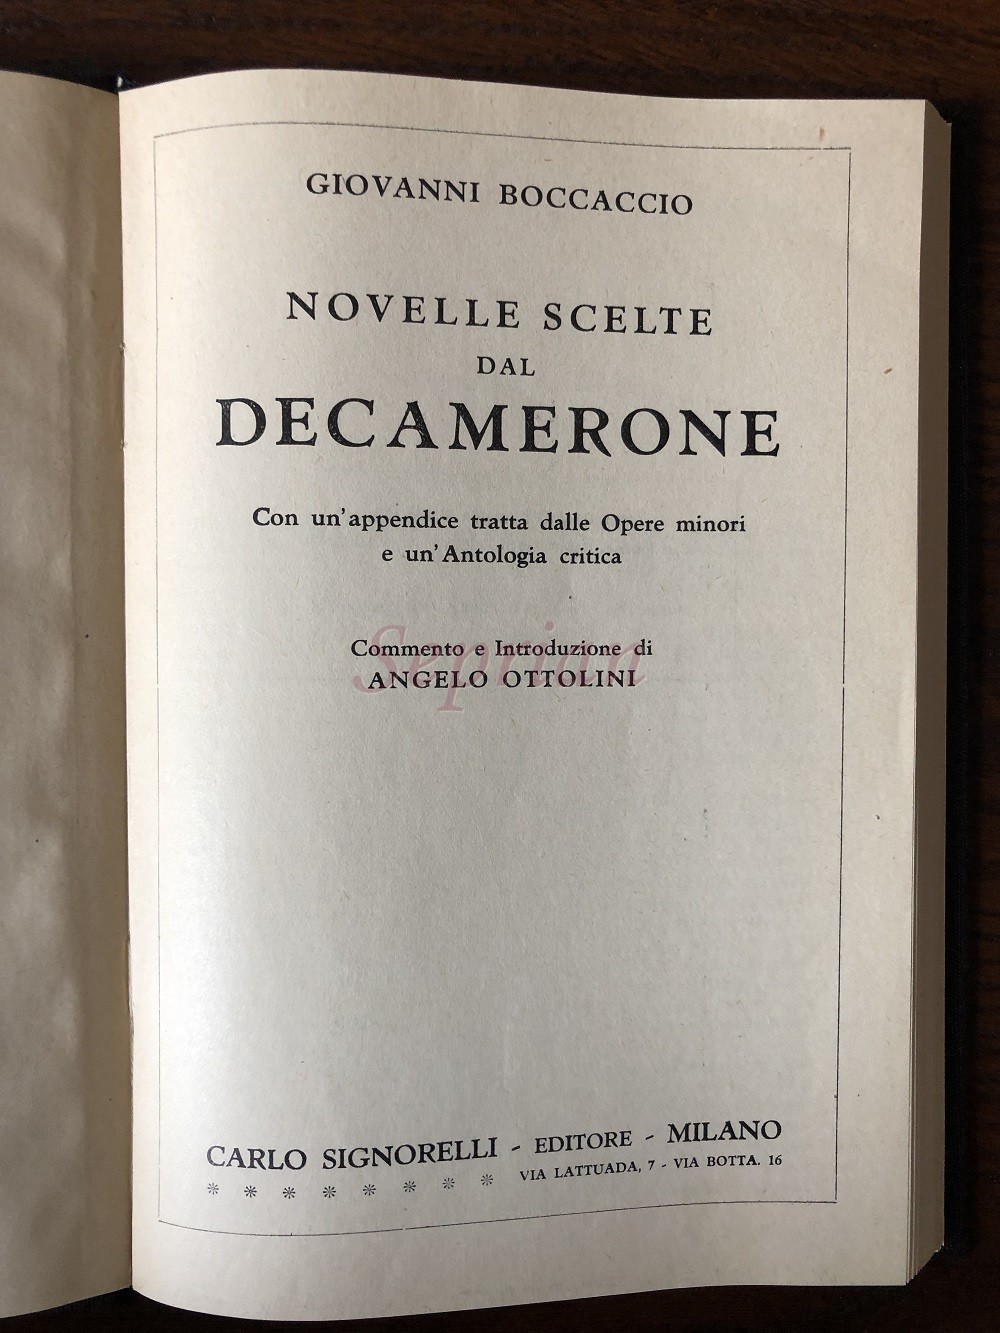 GIOVANNI BOCCACCIO
NOVELLE SCELTE
DAL
DECAMERONE
Con un'appendice tratta dalle Opere minori
e un'Antologia critica
Commento e Introduzione di
Seprian
ANGELO OTTOLINI
CARLO SIGNORELLI - EDITORE - MILANO
VIA LATTUADA, 7 - VIA BOTTA. 16